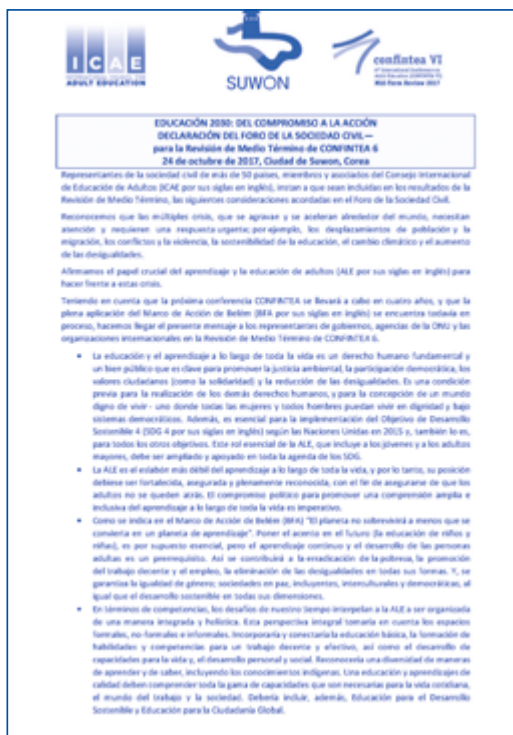 ICAE
ADULT EDUCATION
SUWON
confintea VI
Mid-Term Review 2017
EDUCACIÓN 2030: DEL COMPROMISO A LA ACCIÓN
DECLARACIÓN DEL FORO DE LA SOCIEDAD CIVIL—
para la Revisión de Medio Término de CONFINTEA 6
24 de octubre de 2017, Ciudad de Suwon, Corea
Representantes de la sociedad civil de más de 50 países, miembros y asociados del Consejo Internacional
de Educación de Adultos (ICAE por sus siglas en inglés), instan a que sean incluidas en los resultados de la
Revisión de Medio Término, las siguientes consideraciones acordadas en el Foro de la Sociedad Civil.
Reconocemos que las múltiples crisis, que se agravan y se aceleran alrededor del mundo, necesitan
atención y requieren una respuesta urgente; por ejemplo, los desplazamientos de población y la
migración, los conflictos y la violencia, la sostenibilidad de la educación, el cambio climático y el aumento
de las desigualdades.
Afirmamos el papel crucial del aprendizaje y la educación de adultos (ALE por sus siglas en inglés) para
hacer frente a estas crisis.
Teniendo en cuenta que la próxima conferencia CONFINTEA se llevará a cabo en cuatro años, y que la
plena aplicación del Marco de Acción de Belém (BFA por sus siglas en inglés) se encuentra todavía en
proceso, hacemos llegar el presente mensaje a los representantes de gobiernos, agencias de la ONU y las
organizaciones internacionales en la Revisión de Medio Término de CONFINTEA 6.
• La educación y el aprendizaje a lo largo de toda la vida es un derecho humano fundamental y
un bien público que es clave para promover la justicia ambiental, la participación democrática, los
valores ciudadanos (como la solidaridad) y la reducción de las desigualdades. Es una condición
previa para la realización de los demás derechos humanos, y para la concepción de un mundo
digno de vivir - uno donde todas las mujeres y todos hombres puedan vivir en dignidad y bajo
sistemas democráticos. Además, es esencial para la implementación del Objetivo de Desarrollo
Sostenible 4 (SDG 4 por sus siglas en inglés) según las Naciones Unidas en 2015 y, también lo es,
para todos los otros objetivos. Este rol esencial de la ALE, que incluye a los jóvenes y a los adultos
mayores, debe ser ampliado y apoyado en toda la agenda de los SDG.
• La ALE es el eslabón más débil del aprendizaje a lo largo de toda la vida, y por lo tanto, su posición
debiese ser fortalecida, asegurada y plenamente reconocida, con el fin de asegurarse de que los
adultos no se queden atrás. El compromiso político para promover una comprensión amplia e
inclusiva del aprendizaje a lo largo de toda la vida es imperativo.
• Como se indica en el Marco de Acción de Belém (BFA) "El planeta no sobrevivirá a menos que se
convierta en un planeta de aprendizaje". Poner el acento en el futuro (la educación de niños y
niñas), es por supuesto esencial, pero el aprendizaje continuo y el desarrollo de las personas
adultas es un prerrequisito. Así se contribuirá a la erradicación de la pobreza, la promoción
del trabajo decente y el empleo, la eliminación de las desigualdades en todas sus formas. Y, se
garantiza la igualdad de género; sociedades en paz, incluyentes, interculturales y democráticas, al
igual que el desarrollo sostenible en todas sus dimensiones.
• En términos de competencias, los desafíos de nuestro tiempo interpelan a la ALE a ser organizada
de una manera integrada y holística. Esta perspectiva integral tomaría en cuenta los espacios
formales, no-formales e informales. Incorporaría y conectaría la educación básica, la formación de
habilidades y competencias para un trabajo decente y efectivo, así como el desarrollo de
capacidades para la vida y, el desarrollo personal y social. Reconocería una diversidad de maneras
de aprender y de saber, incluyendo los conocimientos indígenas. Una educación y aprendizajes de
calidad deben comprender toda la gama de capacidades que son necesarias para la vida cotidiana,
el mundo del trabajo y la sociedad. Debería incluir, además, Educación para el Desarrollo
Sostenible y Educación para la Ciudadanía Global.